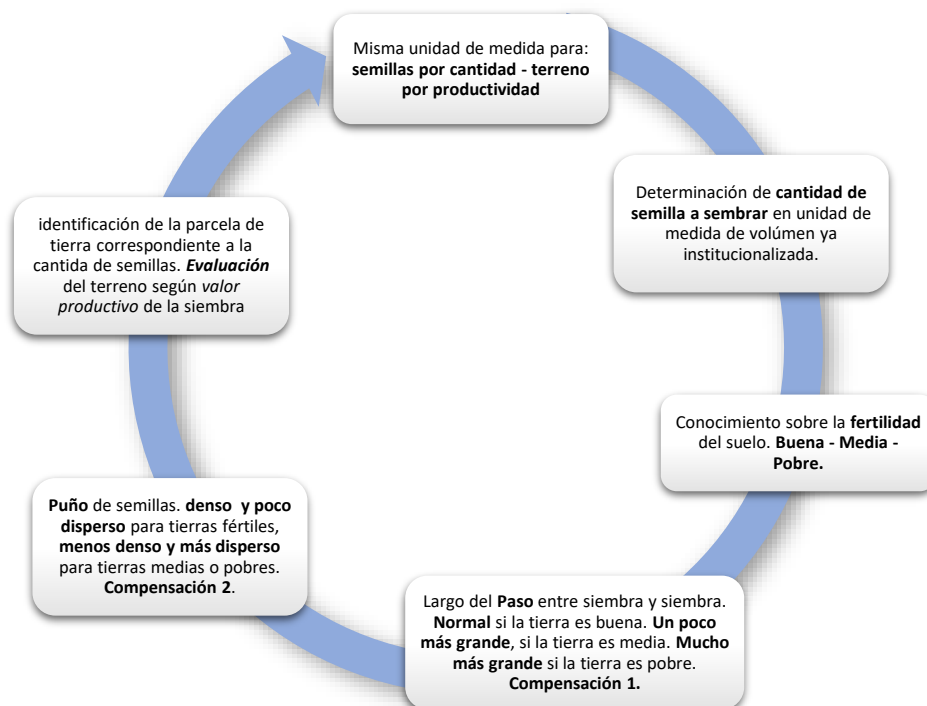 Misma unidad de medida para:
semillas por cantidad - terreno
por productividad
Determinación de cantidad de
semilla a sembrar en unidad de
medida de volúmen ya
institucionalizada.
Conocimiento sobre la fertilidad
del suelo. Buena - Media -
Pobre.
Largo del Paso entre siembra y siembra.
Normal si la tierra es buena. Un poco
más grande, si la tierra es media. Mucho
más grande si la tierra es pobre.
Compensación 1.
Puño de semillas. denso y poco
disperso para tierras fértiles,
menos denso y más disperso
para tierras medias o pobres.
Compensación 2.
identificación de la parcela de
tierra correspondiente a la
cantida de semillas. Evaluación
del terreno según valor
productivo de la siembra